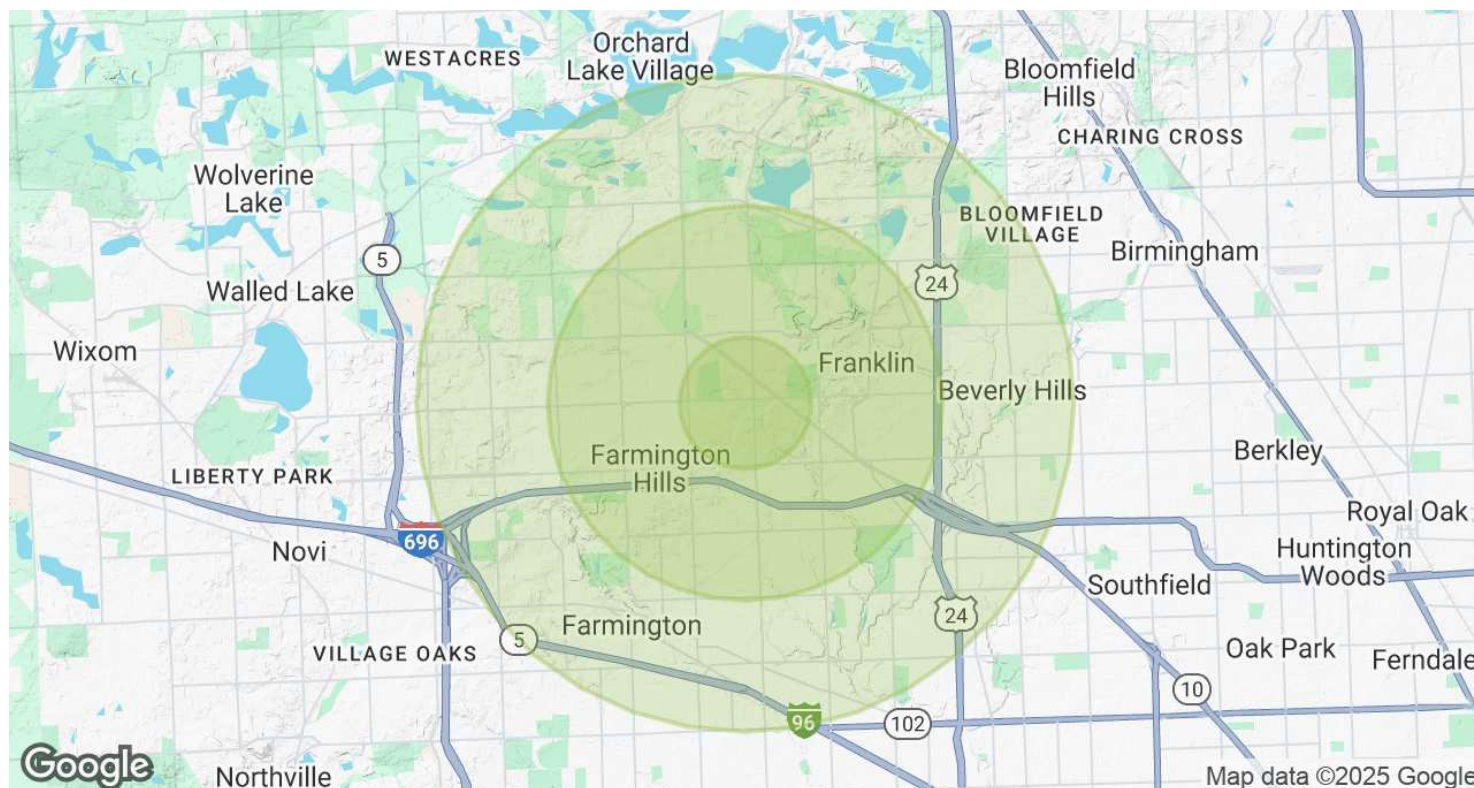 WESTACRES
Orchard
Lake Village
Bloomfield
Hills
CHARING CROSS
Wolverine
Lake
BLOOMFIELD
VILLAGE
Birmingham
5
24
Walled Lake
Wixom
Franklin
Beverly Hills
Farmington
Hills
Berkley
LIBERTY PARK
Royal Oak
696
Novi
Huntington
Woods
Southfield
24
Farmington
5
VILLAGE OAKS
Oak Park
Ferndale
10
96
102
Google
Northville
Map data ©2025 Google